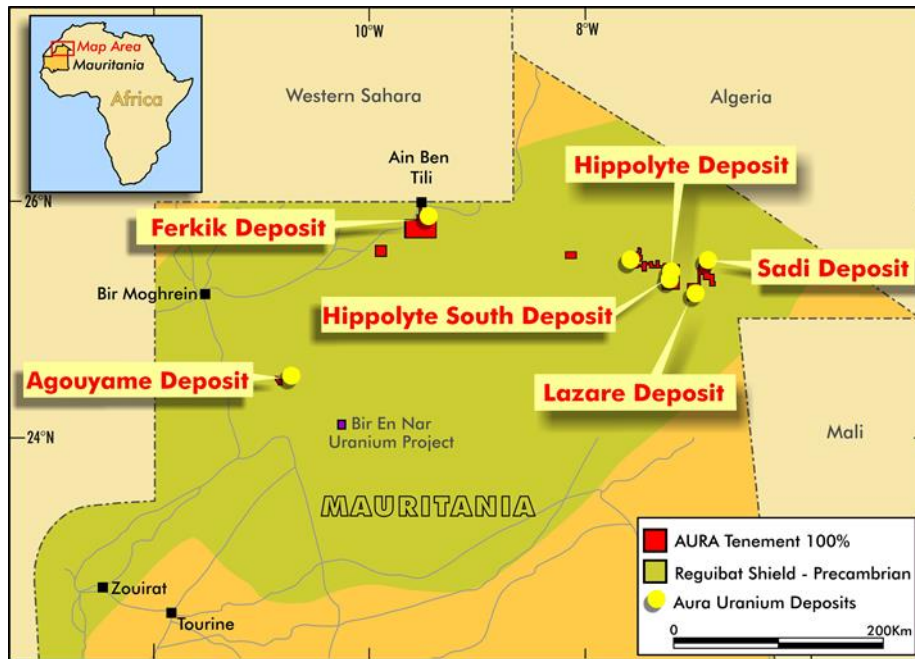 10°W
8°W
Map Area
Mauritania
Africa
Western Sahara
Algeria
Ain Ben
Tili
Hippolyte Deposit
26°N
Ferkik Deposit
Sadi Deposit
Bir Moghrein
Hippolyte South Deposit
Agouyame Deposit
Lazare Deposit
Bir En Nar
Uranium Project
24°N
Mali
MAURITANIA
AURA Tenement 100%
Reguibat Shield - Precambrian
Aura Uranium Deposits
Zouirat
Tourine
0
200Km